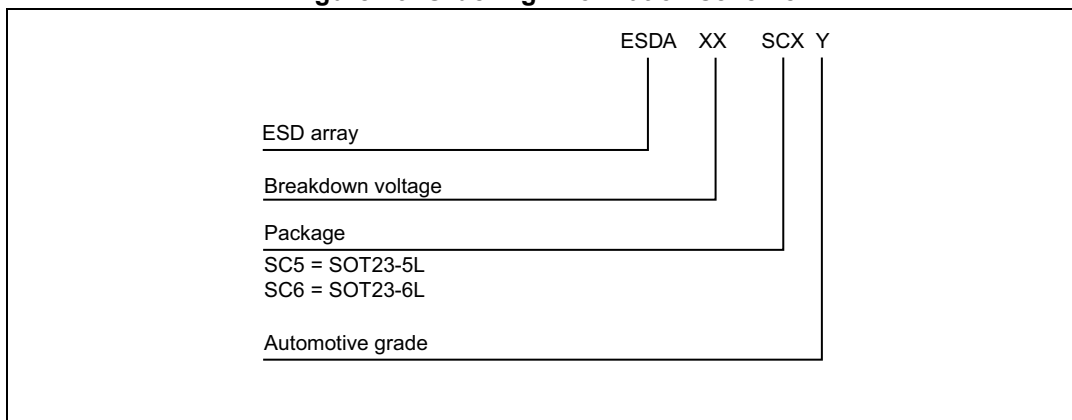 ESDA XX SCX Y
ESD array
Breakdown voltage
Package
SC5 = SOT23-5L
SC6 = SOT23-6L
Automotive grade